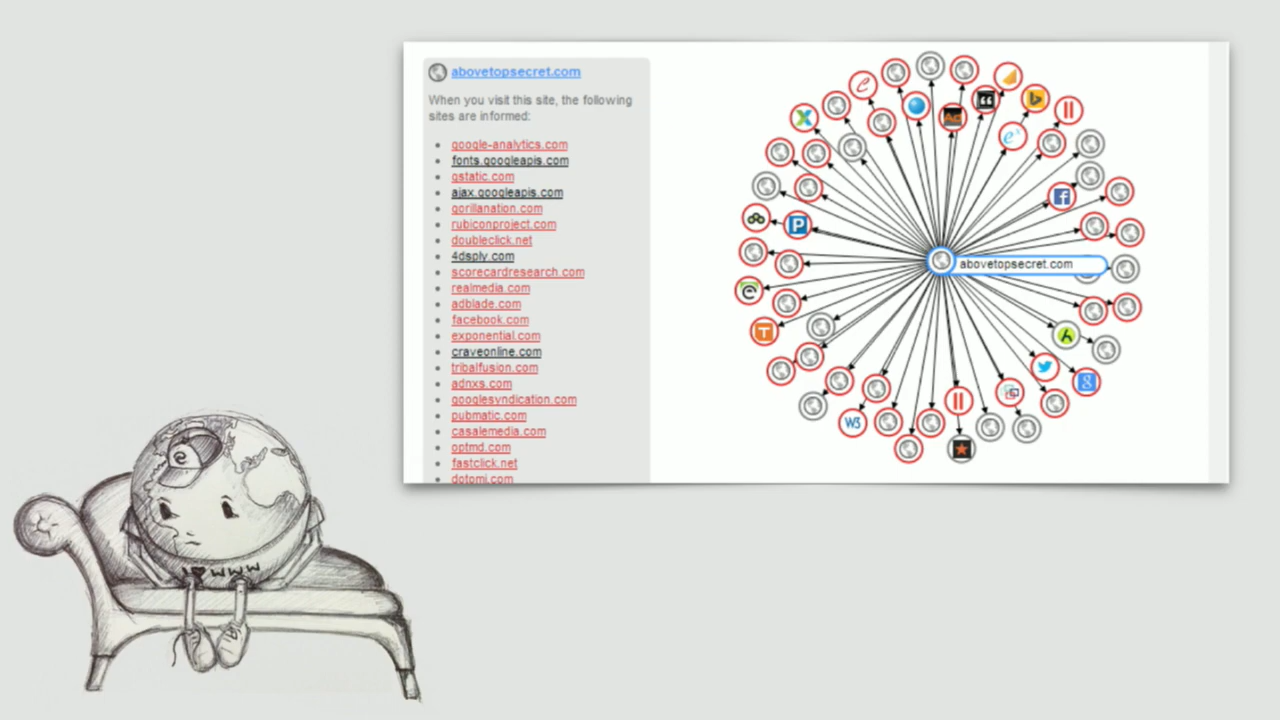 abovetopsecret.com
When you visit this site, the following
sites are informed:
google-analytics.com
fonts.googleapis.com
gstatic.com
ajax.googleapis.com
gorillanation.com
rubiconproject.com
doubleclick.net
4dsply.com
scorecardresearch.com
realmedia.com
adblade.com
facebook.com
exponential.com
craveonline.com
tribalfusion.com
adnxs.com
googlesyndication.com
pubmatic.com
casalemedia.com
optmd.com
fastclick.net
dotomi.com
abovetopsecret.com
P
T
W3
g
e
I ♥ WWW